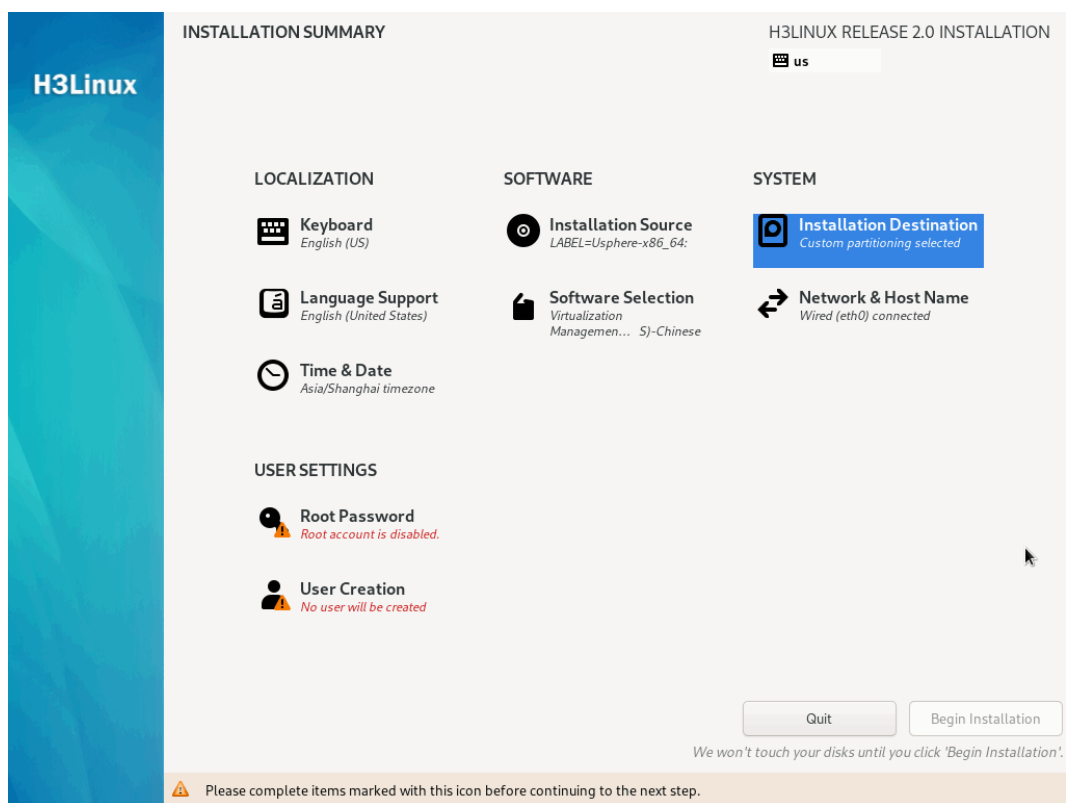 INSTALLATION SUMMARY
H3LINUX RELEASE 2.0 INSTALLATION
us
H3Linux
LOCALIZATION
Keyboard
English (US)
Language Support
English (United States)
Time & Date
Asia/Shanghai timezone
SOFTWARE
Installation Source
LABEL=Usphere-x86_64:
Software Selection
Virtualization
Managemen... S)-Chinese
SYSTEM
Installation Destination
Custom partitioning selected
Network & Host Name
Wired (eth0) connected
USER SETTINGS
Root Password
Root account is disabled.
User Creation
No user will be created
Quit
Begin Installation
We won't touch your disks until you click 'Begin Installation'.
Please complete items marked with this icon before continuing to the next step.